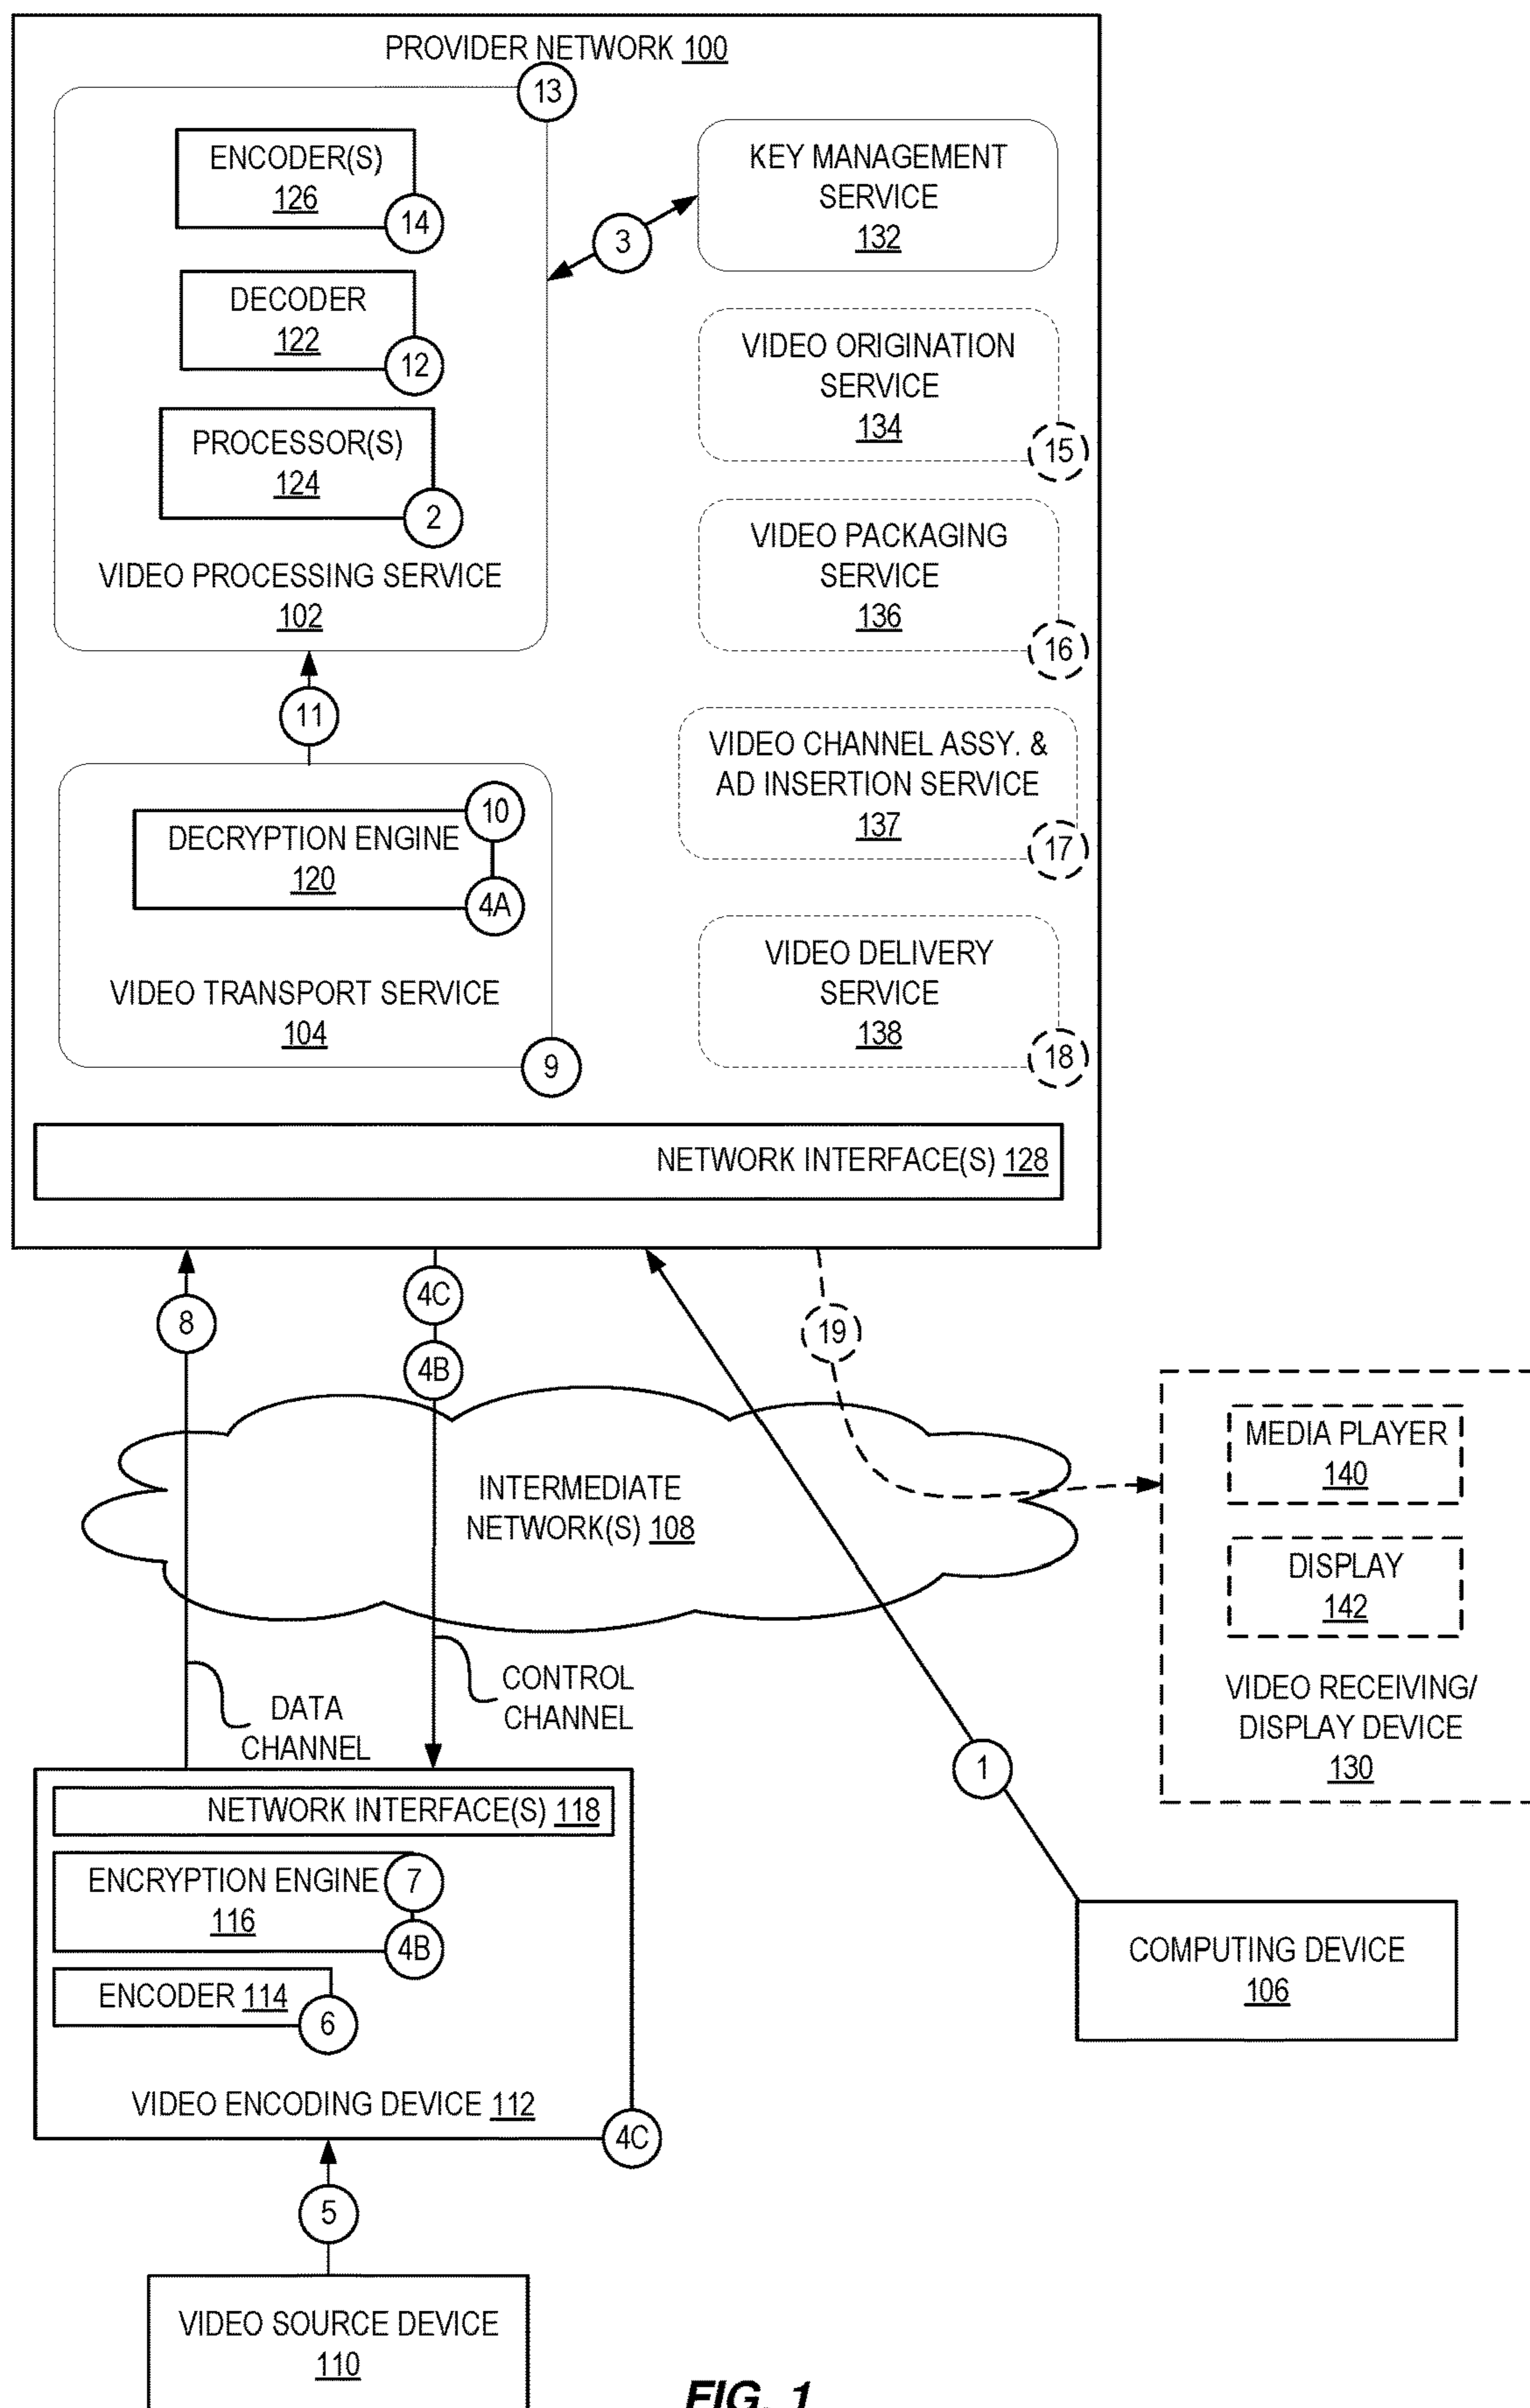 PROVIDER NETWORK 100
13
ENCODER(S)
126
14
DECODER
122
12
PROCESSOR(S)
124
2
VIDEO PROCESSING SERVICE
102
3
KEY MANAGEMENT
SERVICE
132
VIDEO ORIGINATION
SERVICE
134
15
VIDEO PACKAGING
SERVICE
136
16
11
VIDEO CHANNEL ASSY. &
AD INSERTION SERVICE
137
17
10
DECRYPTION ENGINE
120
4A
VIDEO TRANSPORT SERVICE
104
9
VIDEO DELIVERY
SERVICE
138
18
NETWORK INTERFACE(S) 128
8
4C
4B
19
INTERMEDIATE
NETWORK(S) 108
MEDIA PLAYER
140
DISPLAY
142
VIDEO RECEIVING/
DISPLAY DEVICE
130
DATA
CHANNEL
CONTROL
CHANNEL
1
NETWORK INTERFACE(S) 118
ENCRYPTION ENGINE
116
7
4B
ENCODER 114
6
VIDEO ENCODING DEVICE 112
4C
COMPUTING DEVICE
106
5
VIDEO SOURCE DEVICE
110
FIG. 1